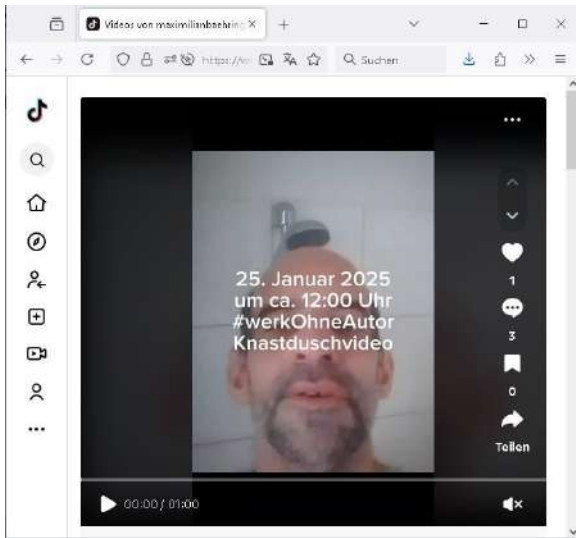 Videos von maximilianbaehring
https://w
Suchen
25. Januar 2025
um ca. 12:00 Uhr
#werkOhneAutor
Knastduschvideo
1
3
0
Teilen
00:00 / 01:00